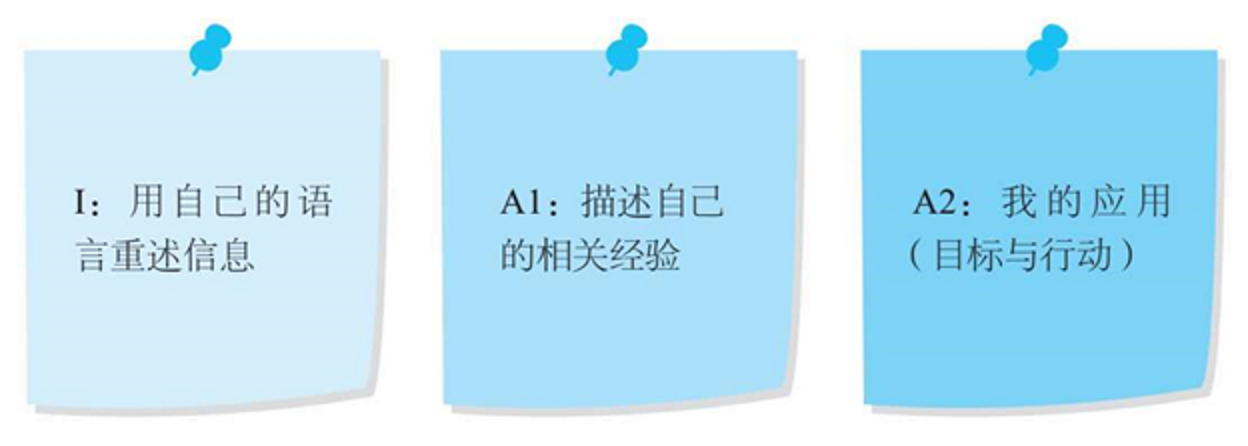 I：用自己的语
言重述信息
A1：描述自己
的相关经验
A2：我的应用
（目标与行动）